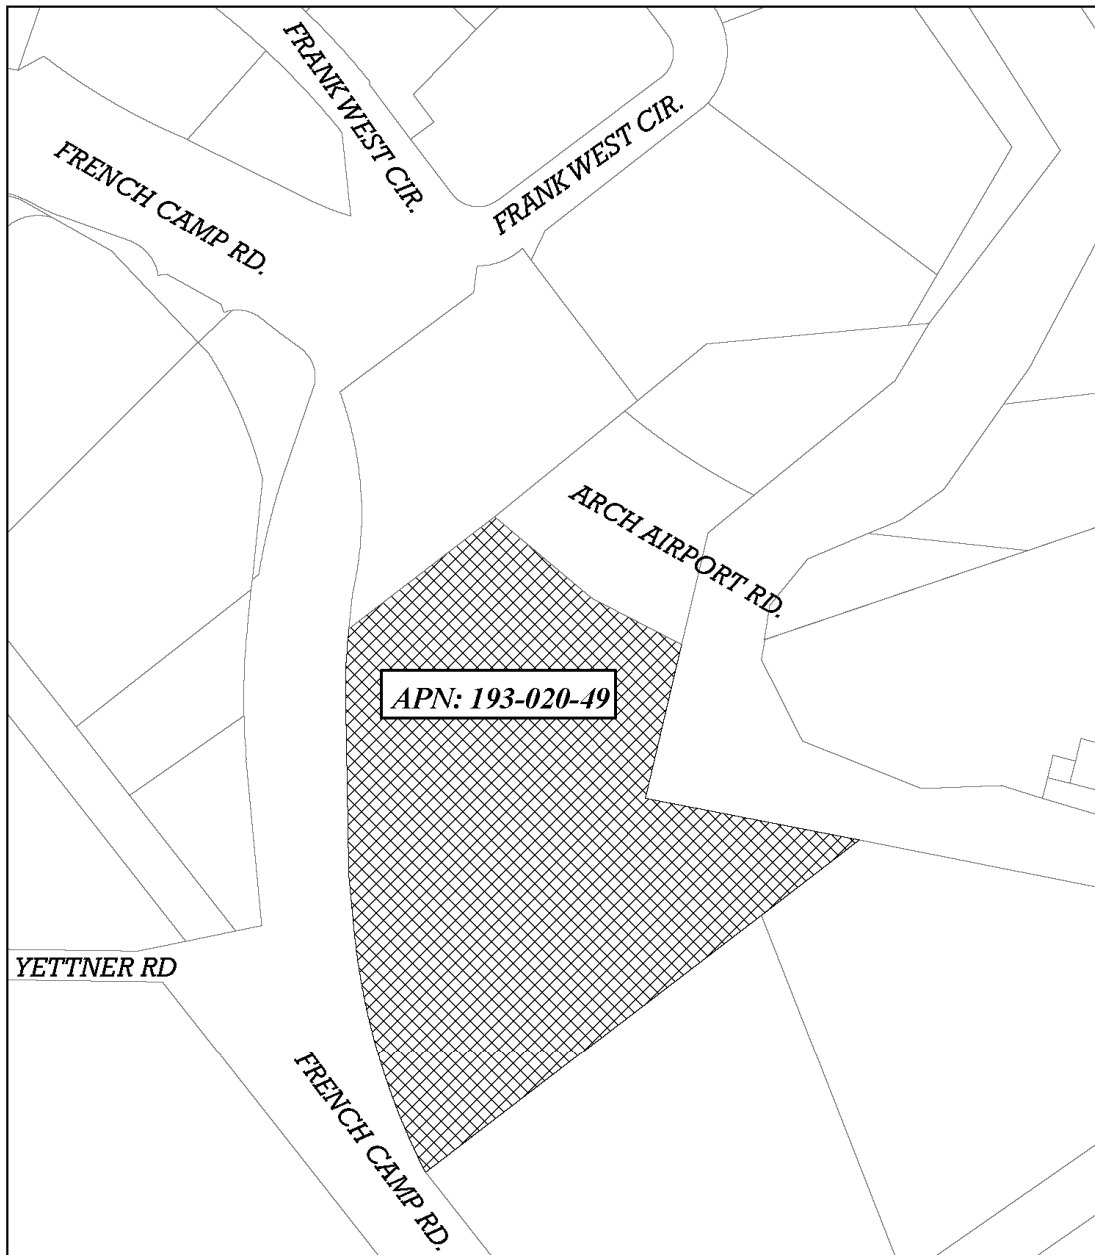 FRANK WEST CIR.
FRANK WEST CIR.
FRENCH CAMP RD.
ARCH AIRPORT RD.
APN: 193-020-49
YETTNER RD
FRENCH CAMP RD.